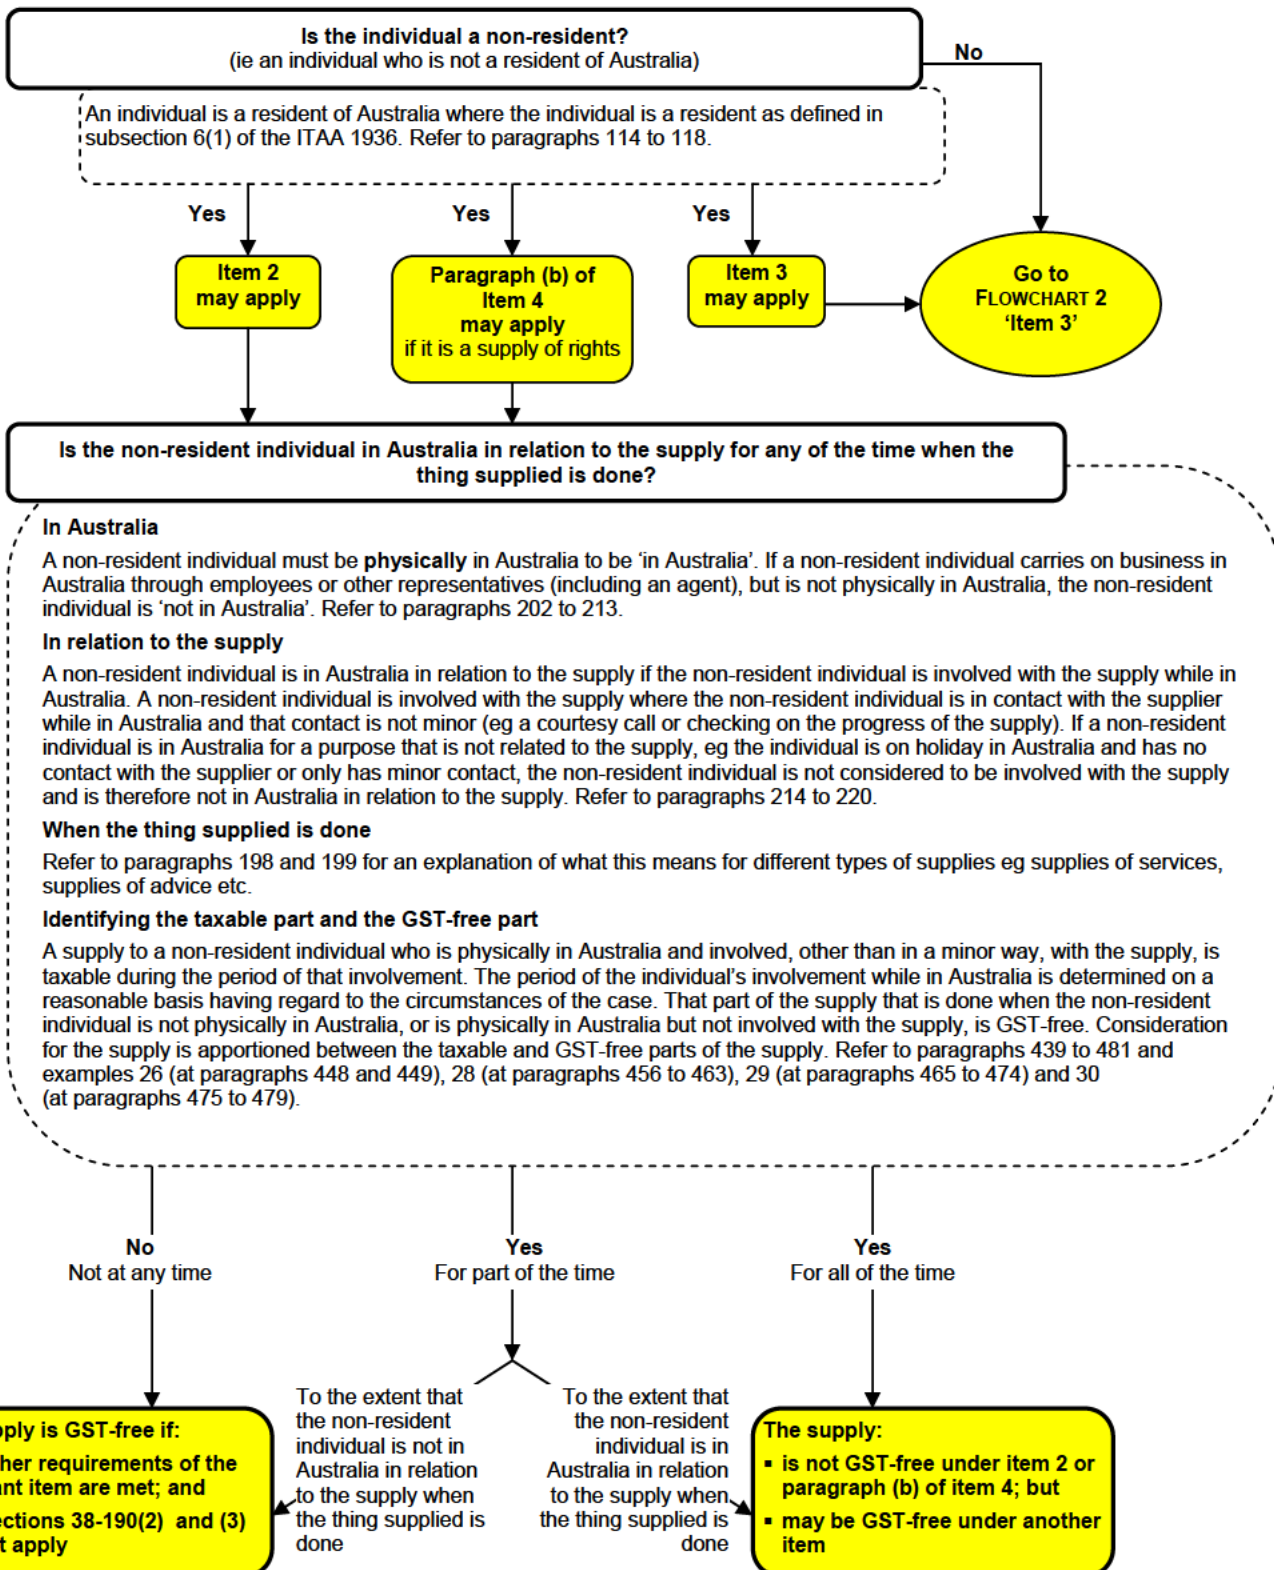 Is the individual a non-resident?
(ie an individual who is not a resident of Australia)
No
An individual is a resident of Australia where the individual is a resident as defined in
subsection 6(1) of the ITAA 1936. Refer to paragraphs 114 to 118.
Yes
Yes
Yes
Item 2
may apply
Paragraph (b) of
Item 4
may apply
if it is a supply of rights
Item 3
may apply
Go to
FLOWCHART 2
‘Item 3’
Is the non-resident individual in Australia in relation to the supply for any of the time when the
thing supplied is done?
In Australia
A non-resident individual must be physically in Australia to be ‘in Australia’. If a non-resident individual carries on business in
Australia through employees or other representatives (including an agent), but is not physically in Australia, the non-resident
individual is ‘not in Australia’. Refer to paragraphs 202 to 213.
In relation to the supply
A non-resident individual is in Australia in relation to the supply if the non-resident individual is involved with the supply while in
Australia. A non-resident individual is involved with the supply where the non-resident individual is in contact with the supplier
while in Australia and that contact is not minor (eg a courtesy call or checking on the progress of the supply). If a non-resident
individual is in Australia for a purpose that is not related to the supply, eg the individual is on holiday in Australia and has no
contact with the supplier or only has minor contact, the non-resident individual is not considered to be involved with the supply
and is therefore not in Australia in relation to the supply. Refer to paragraphs 214 to 220.
When the thing supplied is done
Refer to paragraphs 198 and 199 for an explanation of what this means for different types of supplies eg supplies of services,
supplies of advice etc.
Identifying the taxable part and the GST-free part
A supply to a non-resident individual who is physically in Australia and involved, other than in a minor way, with the supply, is
taxable during the period of that involvement. The period of the individual’s involvement while in Australia is determined on a
reasonable basis having regard to the circumstances of the case. That part of the supply that is done when the non-resident
individual is not physically in Australia, or is physically in Australia but not involved with the supply, is GST-free. Consideration
for the supply is apportioned between the taxable and GST-free parts of the supply. Refer to paragraphs 439 to 481 and
examples 26 (at paragraphs 448 and 449), 28 (at paragraphs 456 to 463), 29 (at paragraphs 465 to 474) and 30
(at paragraphs 475 to 479).
No
Not at any time
Yes
For part of the time
Yes
For all of the time
To the extent that
the non-resident
individual is not in
Australia in relation
to the supply when
the thing supplied is
done
To the extent that
the non-resident
individual is in
Australia in relation
to the supply when
the thing supplied is
done
is GST-free if:
requirements of the
item are met; and
38-190(2) and (3)
apply
The supply:
▪ is not GST-free under item 2 or
paragraph (b) of item 4; but
▪ may be GST-free under another
item